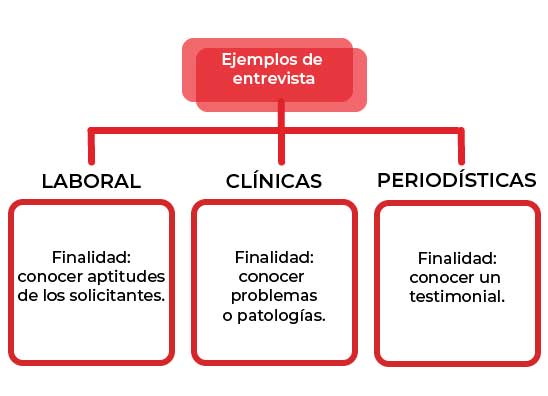 Ejemplos de
entrevista
LABORAL
Finalidad:
conocer aptitudes
de los solicitantes.
CLÍNICAS
Finalidad:
conocer
problemas
o patologías.
PERIODÍSTICAS
Finalidad:
conocer un
testimonial.